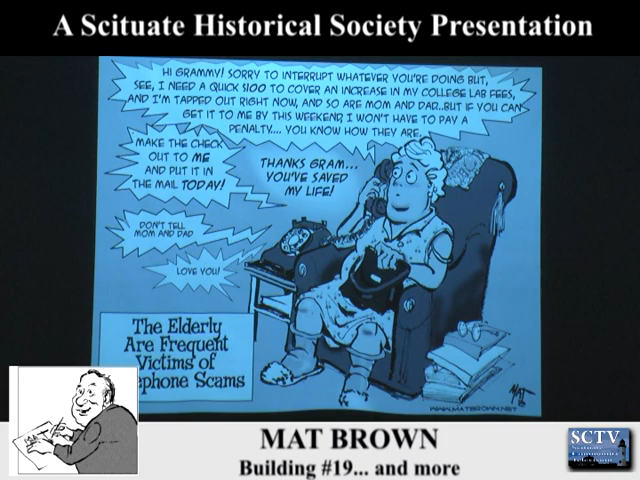 A Scituate Historical Society Presentation
HI GRAMMY! SORRY TO INTERRUPT WHATEVER YOU'RE DOING BUT,
SEE, I NEED A QUICK $100 TO COVER AN INCREASE IN MY COLLEGE LAB FEES,
AND I'M TAPPED OUT RIGHT NOW, AND SO ARE MOM AND DAD..BUT IF YOU CAN
GET IT TO ME BY THIS WEEKEND, I WON'T HAVE TO PAY A
PENALTY.... YOU KNOW HOW THEY ARE.
MAKE THE CHECK
OUT TO ME
AND PUT IT IN
THE MAIL TODAY!
THANKS GRAM...
YOU'VE SAVED
MY LIFE!
DON'T TELL
MOM AND DAD
LOVE YOU!
The Elderly
Are Frequent
Victims of
ephone Scams
MAT
WWW.MATBROWN.NET
MAT BROWN
Building #19... and more
SCTV
Scituate
Community
Television